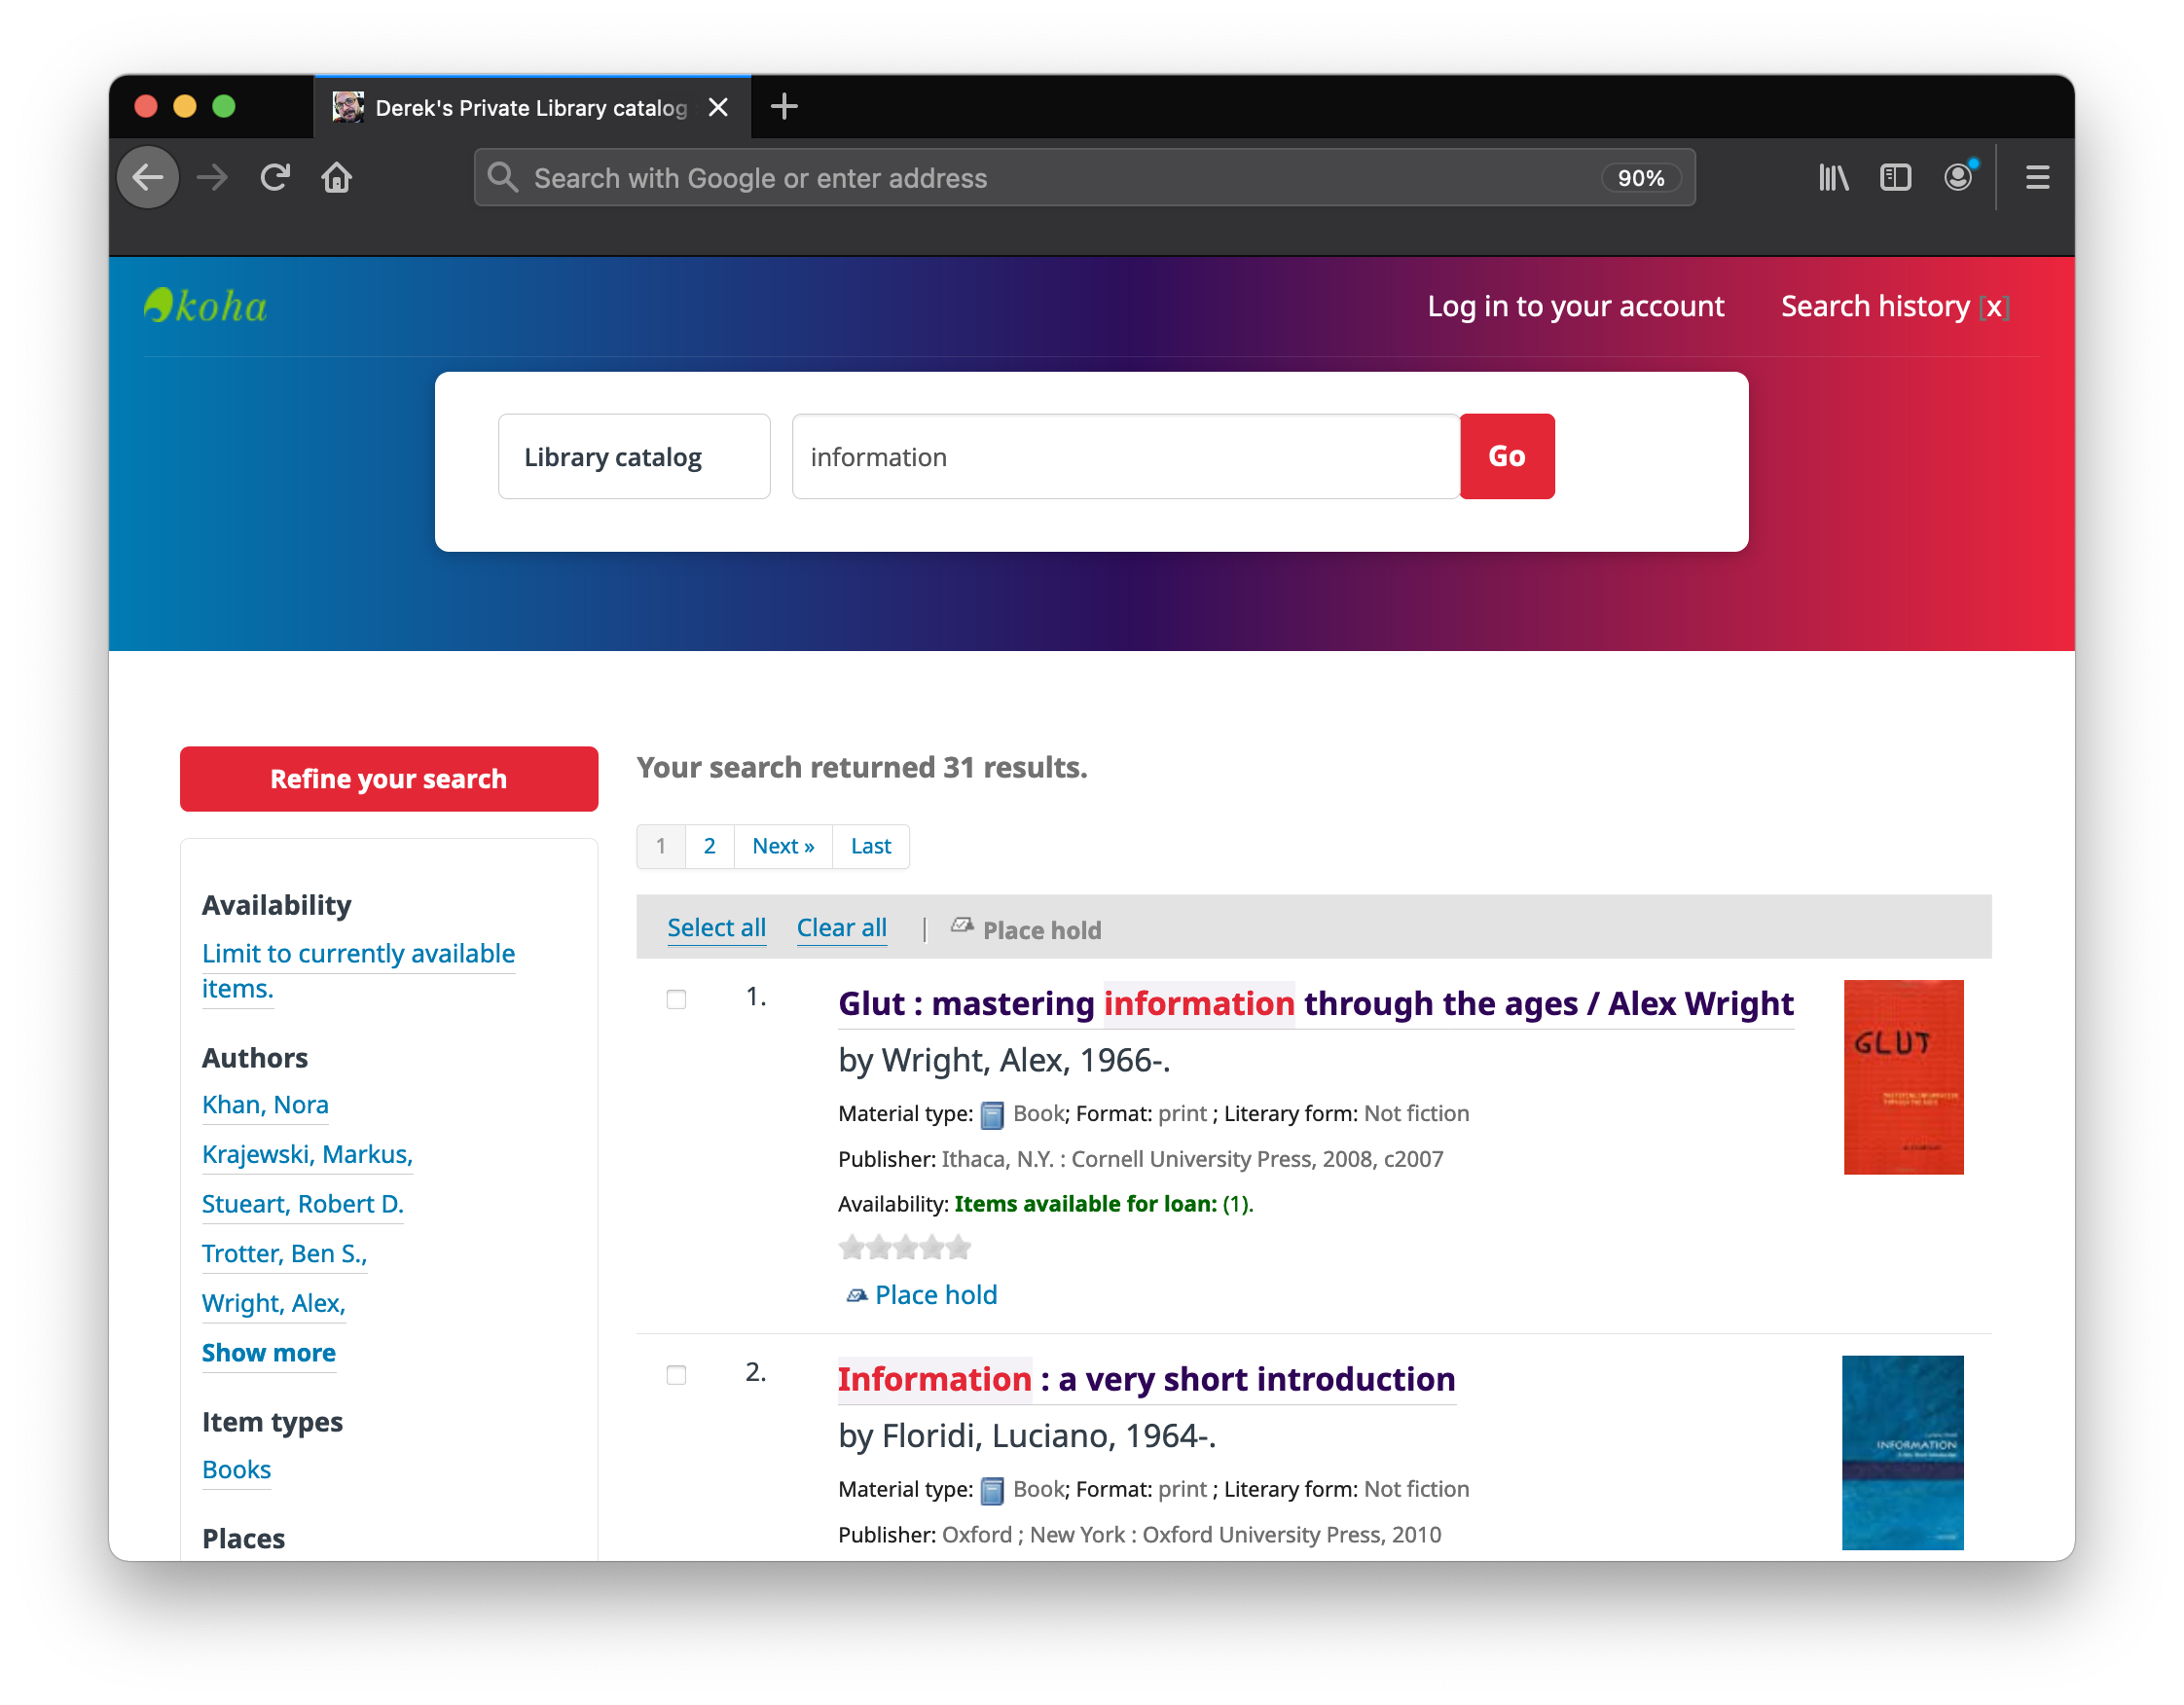 Derek's Private Library catalog
Search with Google or enter address
90%
koha
Log in to your account
Search history [x]
Library catalog
information
Go
Refine your search
Availability
Limit to currently available
items.
Authors
Khan, Nora
Krajewski, Markus,
Stueart, Robert D.
Trotter, Ben S.,
Wright, Alex,
Show more
Item types
Books
Places
Your search returned 31 results.
1 2 Next » Last
Select all Clear all | Place hold
1. Glut : mastering information through the ages / Alex Wright
by Wright, Alex, 1966-.
Material type: Book; Format: print ; Literary form: Not fiction
Publisher: Ithaca, N.Y. : Cornell University Press, 2008, c2007
Availability: Items available for loan: (1).
Place hold
GLUT
MASTERING INFORMATION
THROUGH THE AGES
2. Information : a very short introduction
by Floridi, Luciano, 1964-.
Material type: Book; Format: print ; Literary form: Not fiction
Publisher: Oxford ; New York : Oxford University Press, 2010
INFORMATION